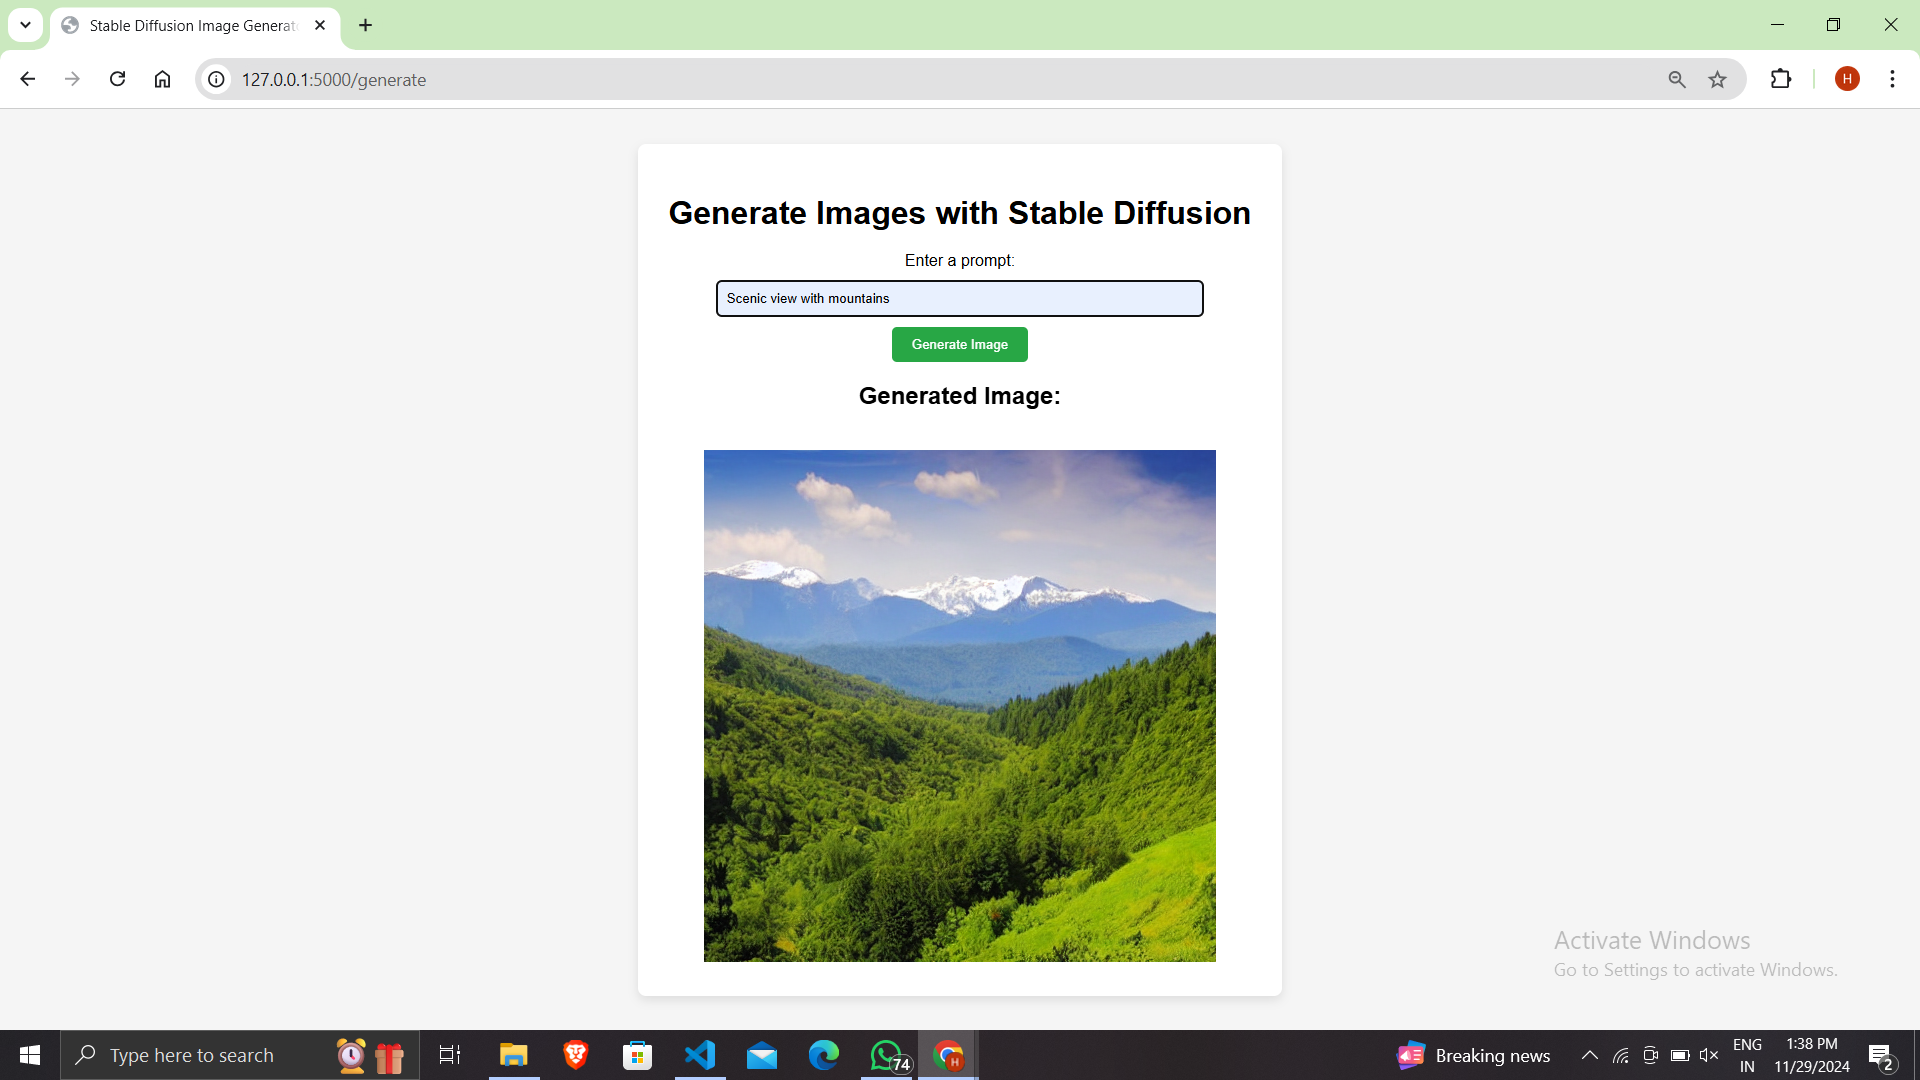 Stable Diffusion Image Generat
127.0.0.1:5000/generate
H
Generate Images with Stable Diffusion
Enter a prompt:
Scenic view with mountains
Generate Image
Generated Image:
Activate Windows
Go to Settings to activate Windows.
Type here to search
74
H
Breaking news
ENG
IN
1:38 PM
11/29/2024
2